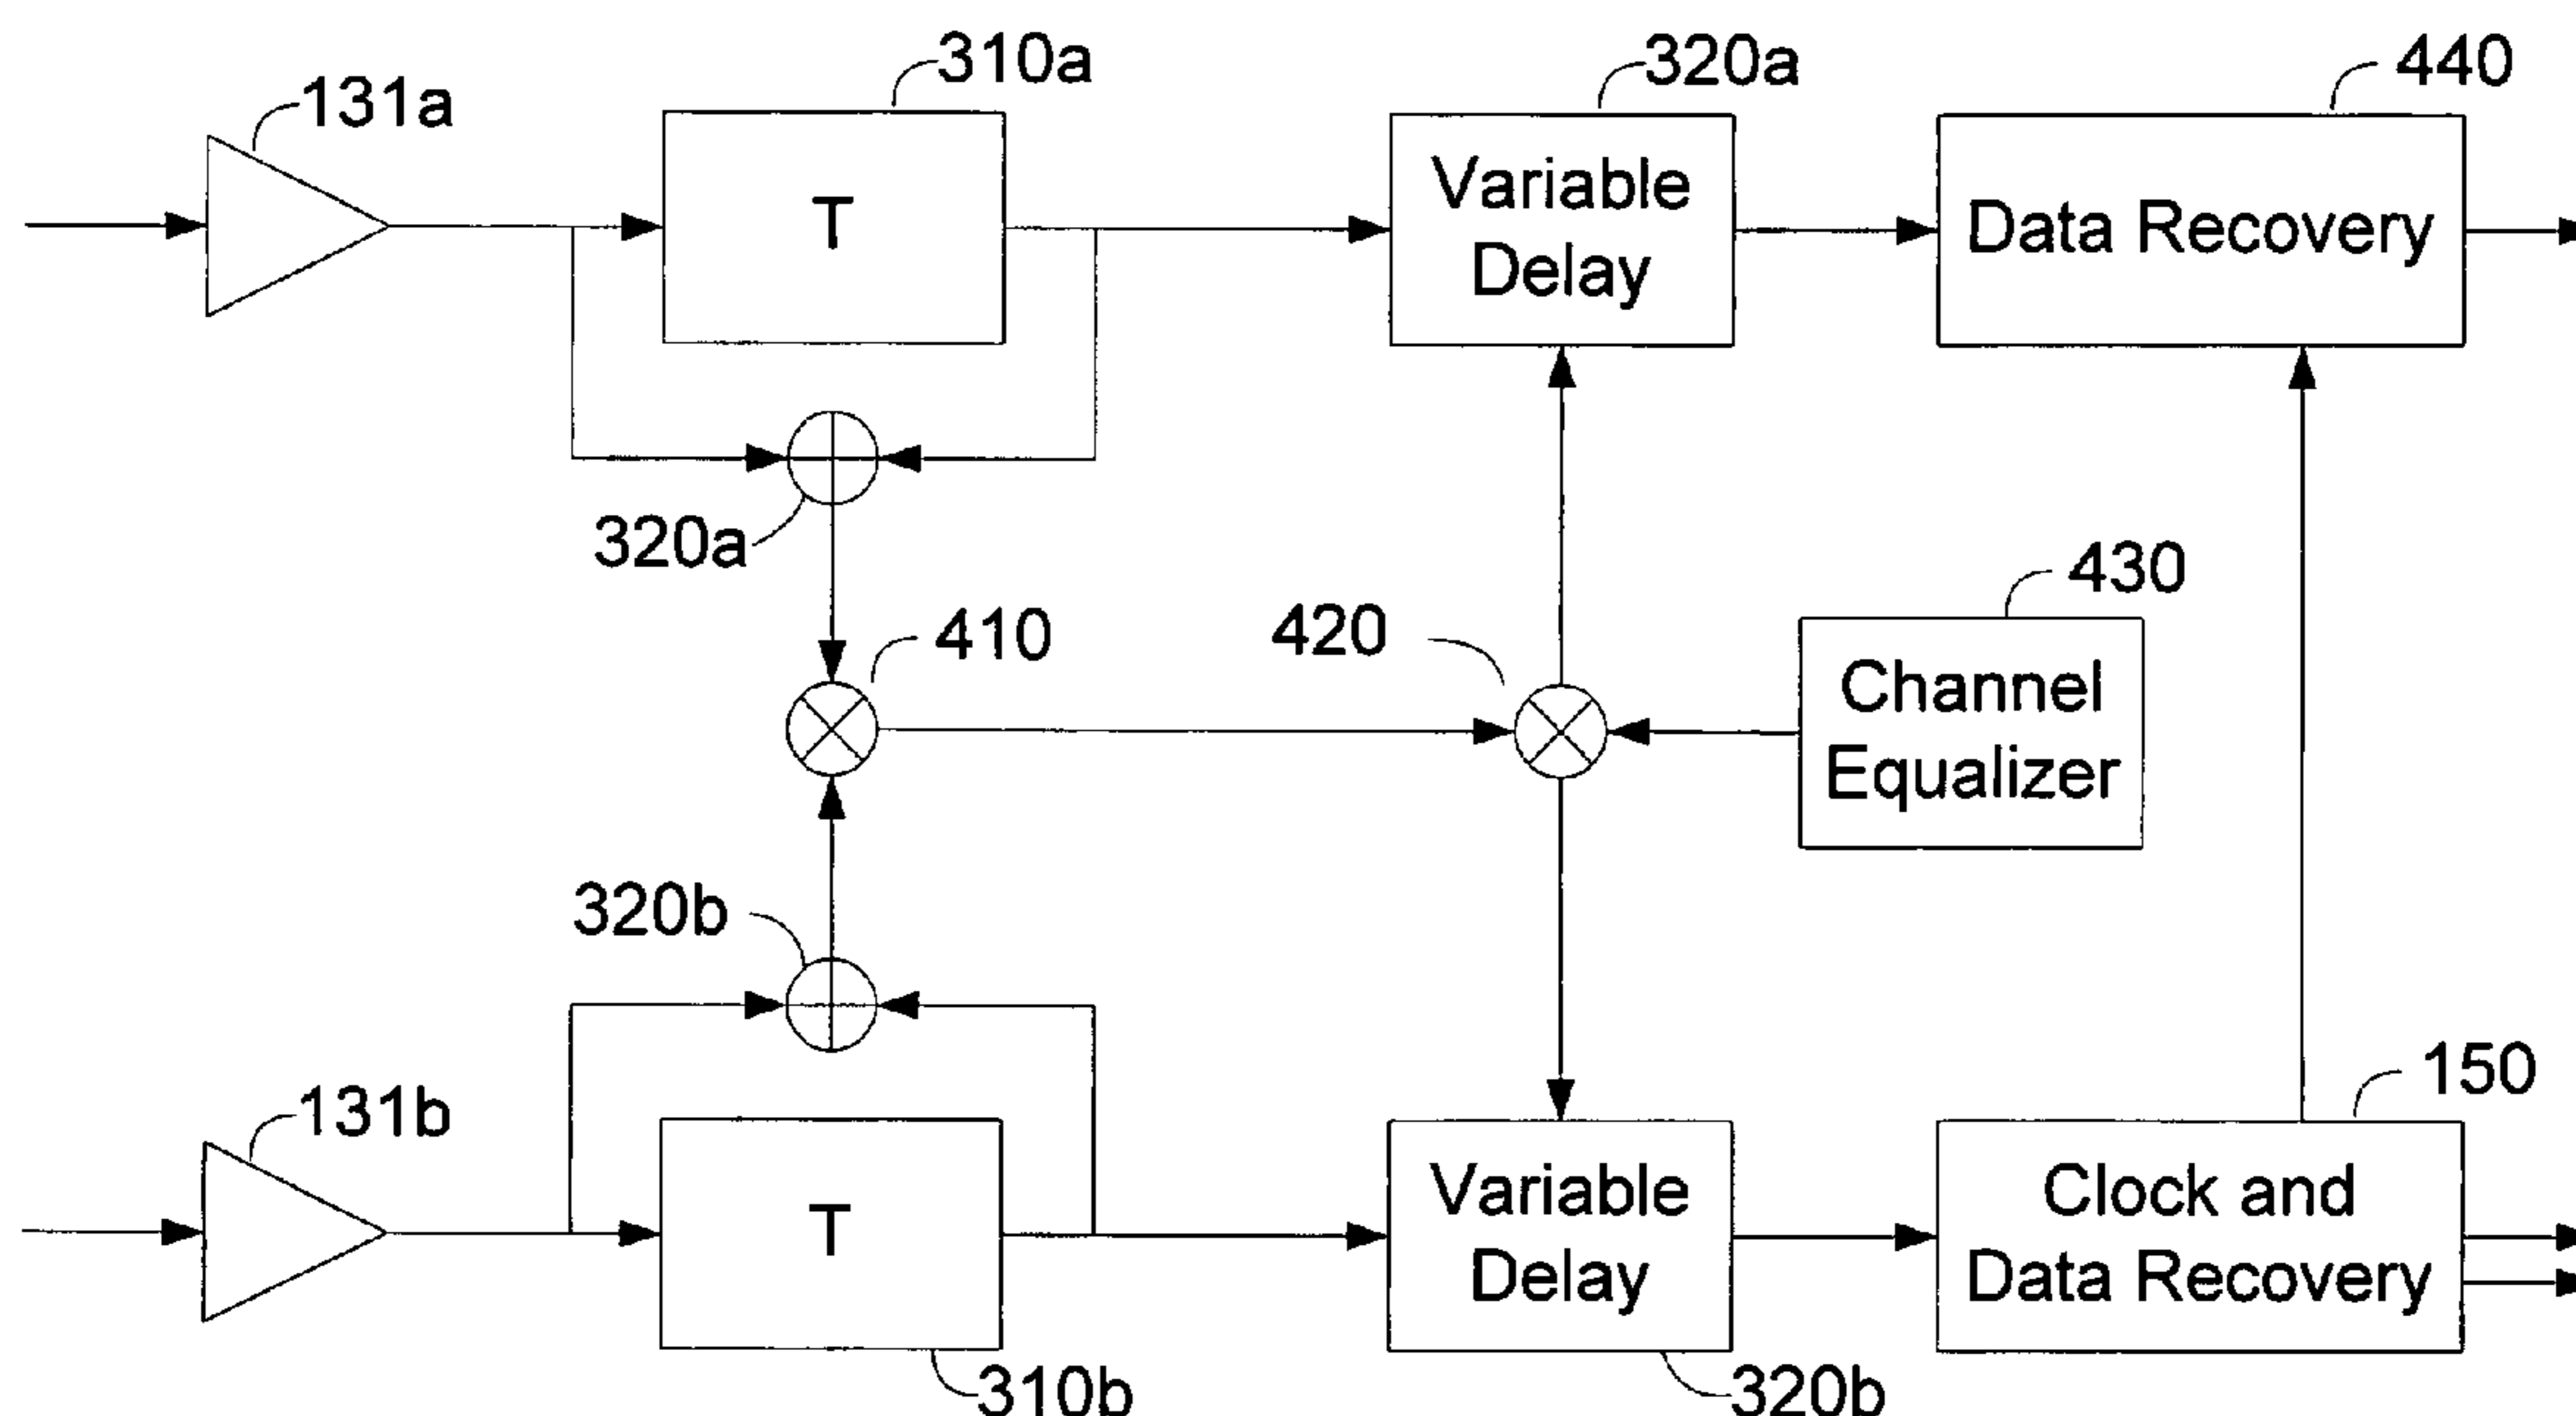 310a
320a
440
131a
T
Variable
Delay
Data Recovery
320a
430
410
420
Channel
Equalizer
320b
150
131b
T
Variable
Delay
Clock and
Data Recovery
310b
320b